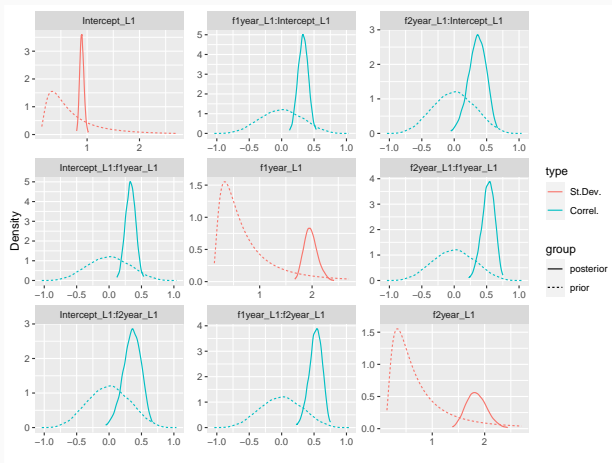 Intercept_L1 f1year_L1:Intercept_L1 f2year_L1:Intercept_L1
3
2
1
0
1 2
5
4
3
2
1
0
−1.0 −0.5 0.0 0.5 1.0
3
2
1
0
−1.0 −0.5 0.0 0.5 1.0
Intercept_L1:f1year_L1 f1year_L1 f2year_L1:f1year_L1
Density
5
4
3
2
1
0
−1.0 −0.5 0.0 0.5 1.0
1.5
1.0
0.5
0.0
1 2
4
3
2
1
0
−1.0 −0.5 0.0 0.5 1.0
Intercept_L1:f2year_L1 f1year_L1:f2year_L1 f2year_L1
3
2
1
0
−1.0 −0.5 0.0 0.5 1.0
4
3
2
1
0
−1.0 −0.5 0.0 0.5 1.0
1.5
1.0
0.5
0.0
1 2
type
St.Dev.
Correl.
group
posterior
prior